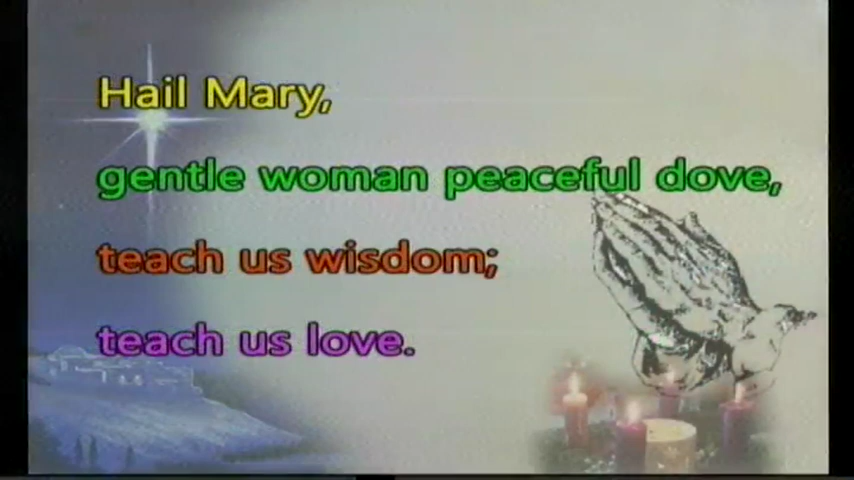 Hail Mary,
gentle woman peaceful dove,
teach us wisdom;
teach us love.